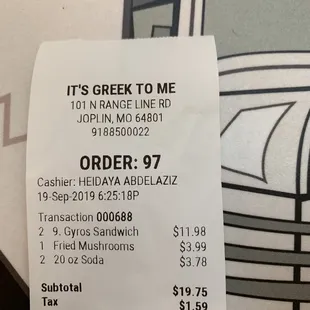 IT'S GREEK TO ME
101 N RANGE LINE RD
JOPLIN, MO 64801
9188500022
ORDER: 97
Cashier: HEIDAYA ABDELAZIZ
19-Sep-2019 6:25:18P
Transaction 000688
2 9. Gyros Sandwich $11.98
1 Fried Mushrooms $3.99
2 20 oz Soda $3.78
Subtotal $19.75
Tax $1.59